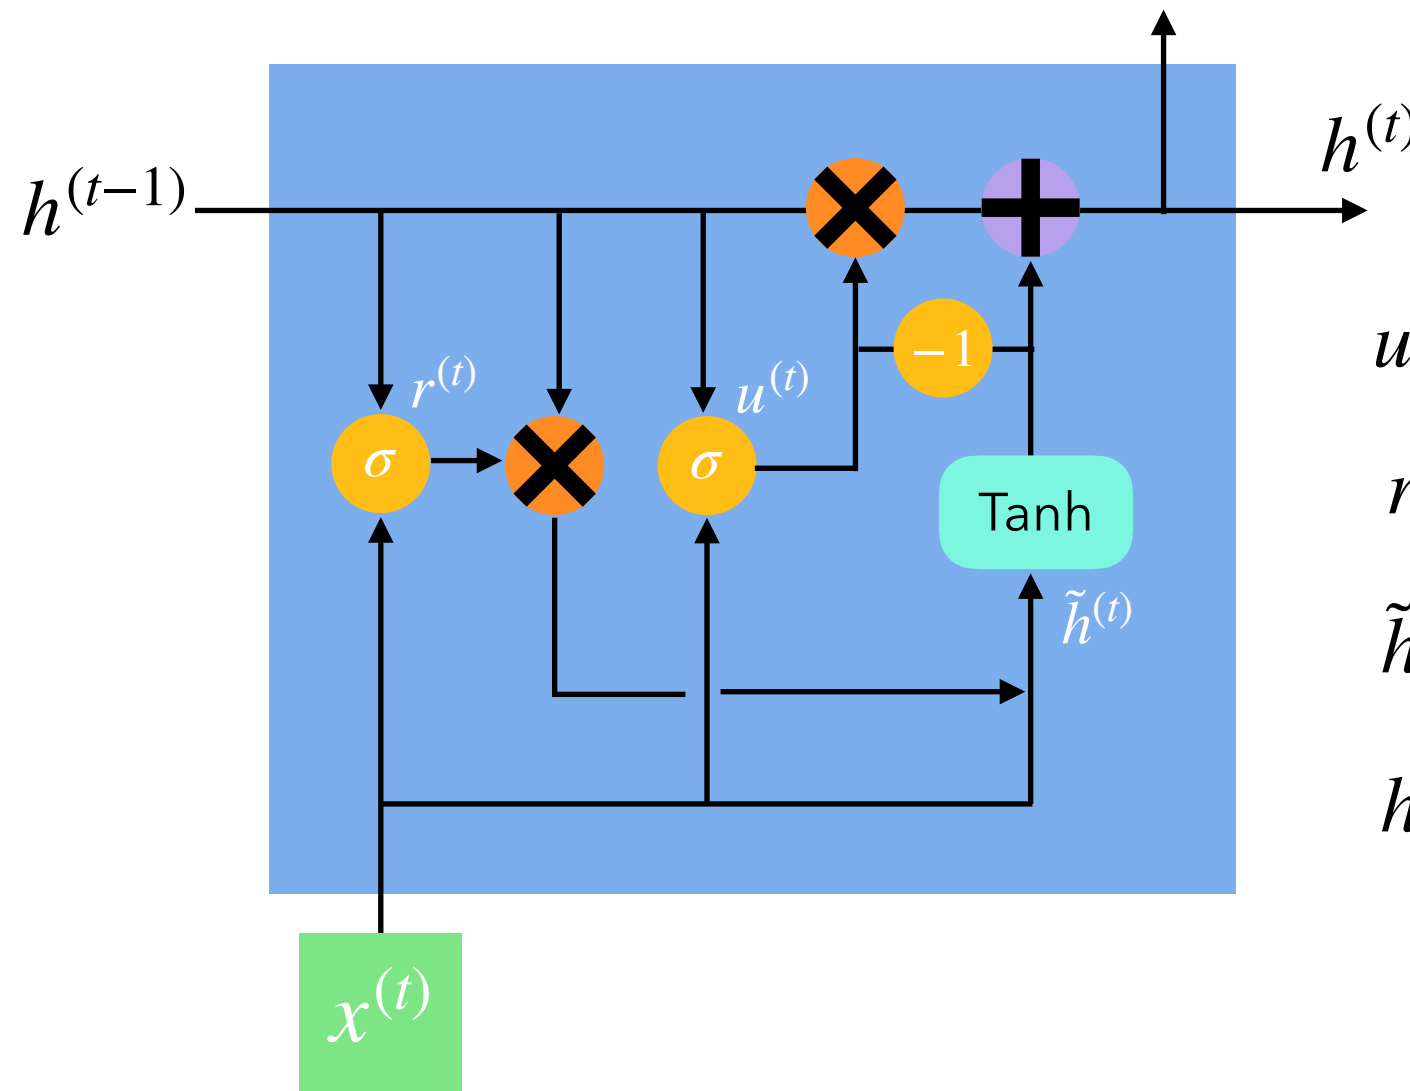 h^(t)
h^(t−1)
−1
u
r^(t)
u^(t)
σ
σ
r
Tanh
h̃^(t)
h̃
h
x^(t)